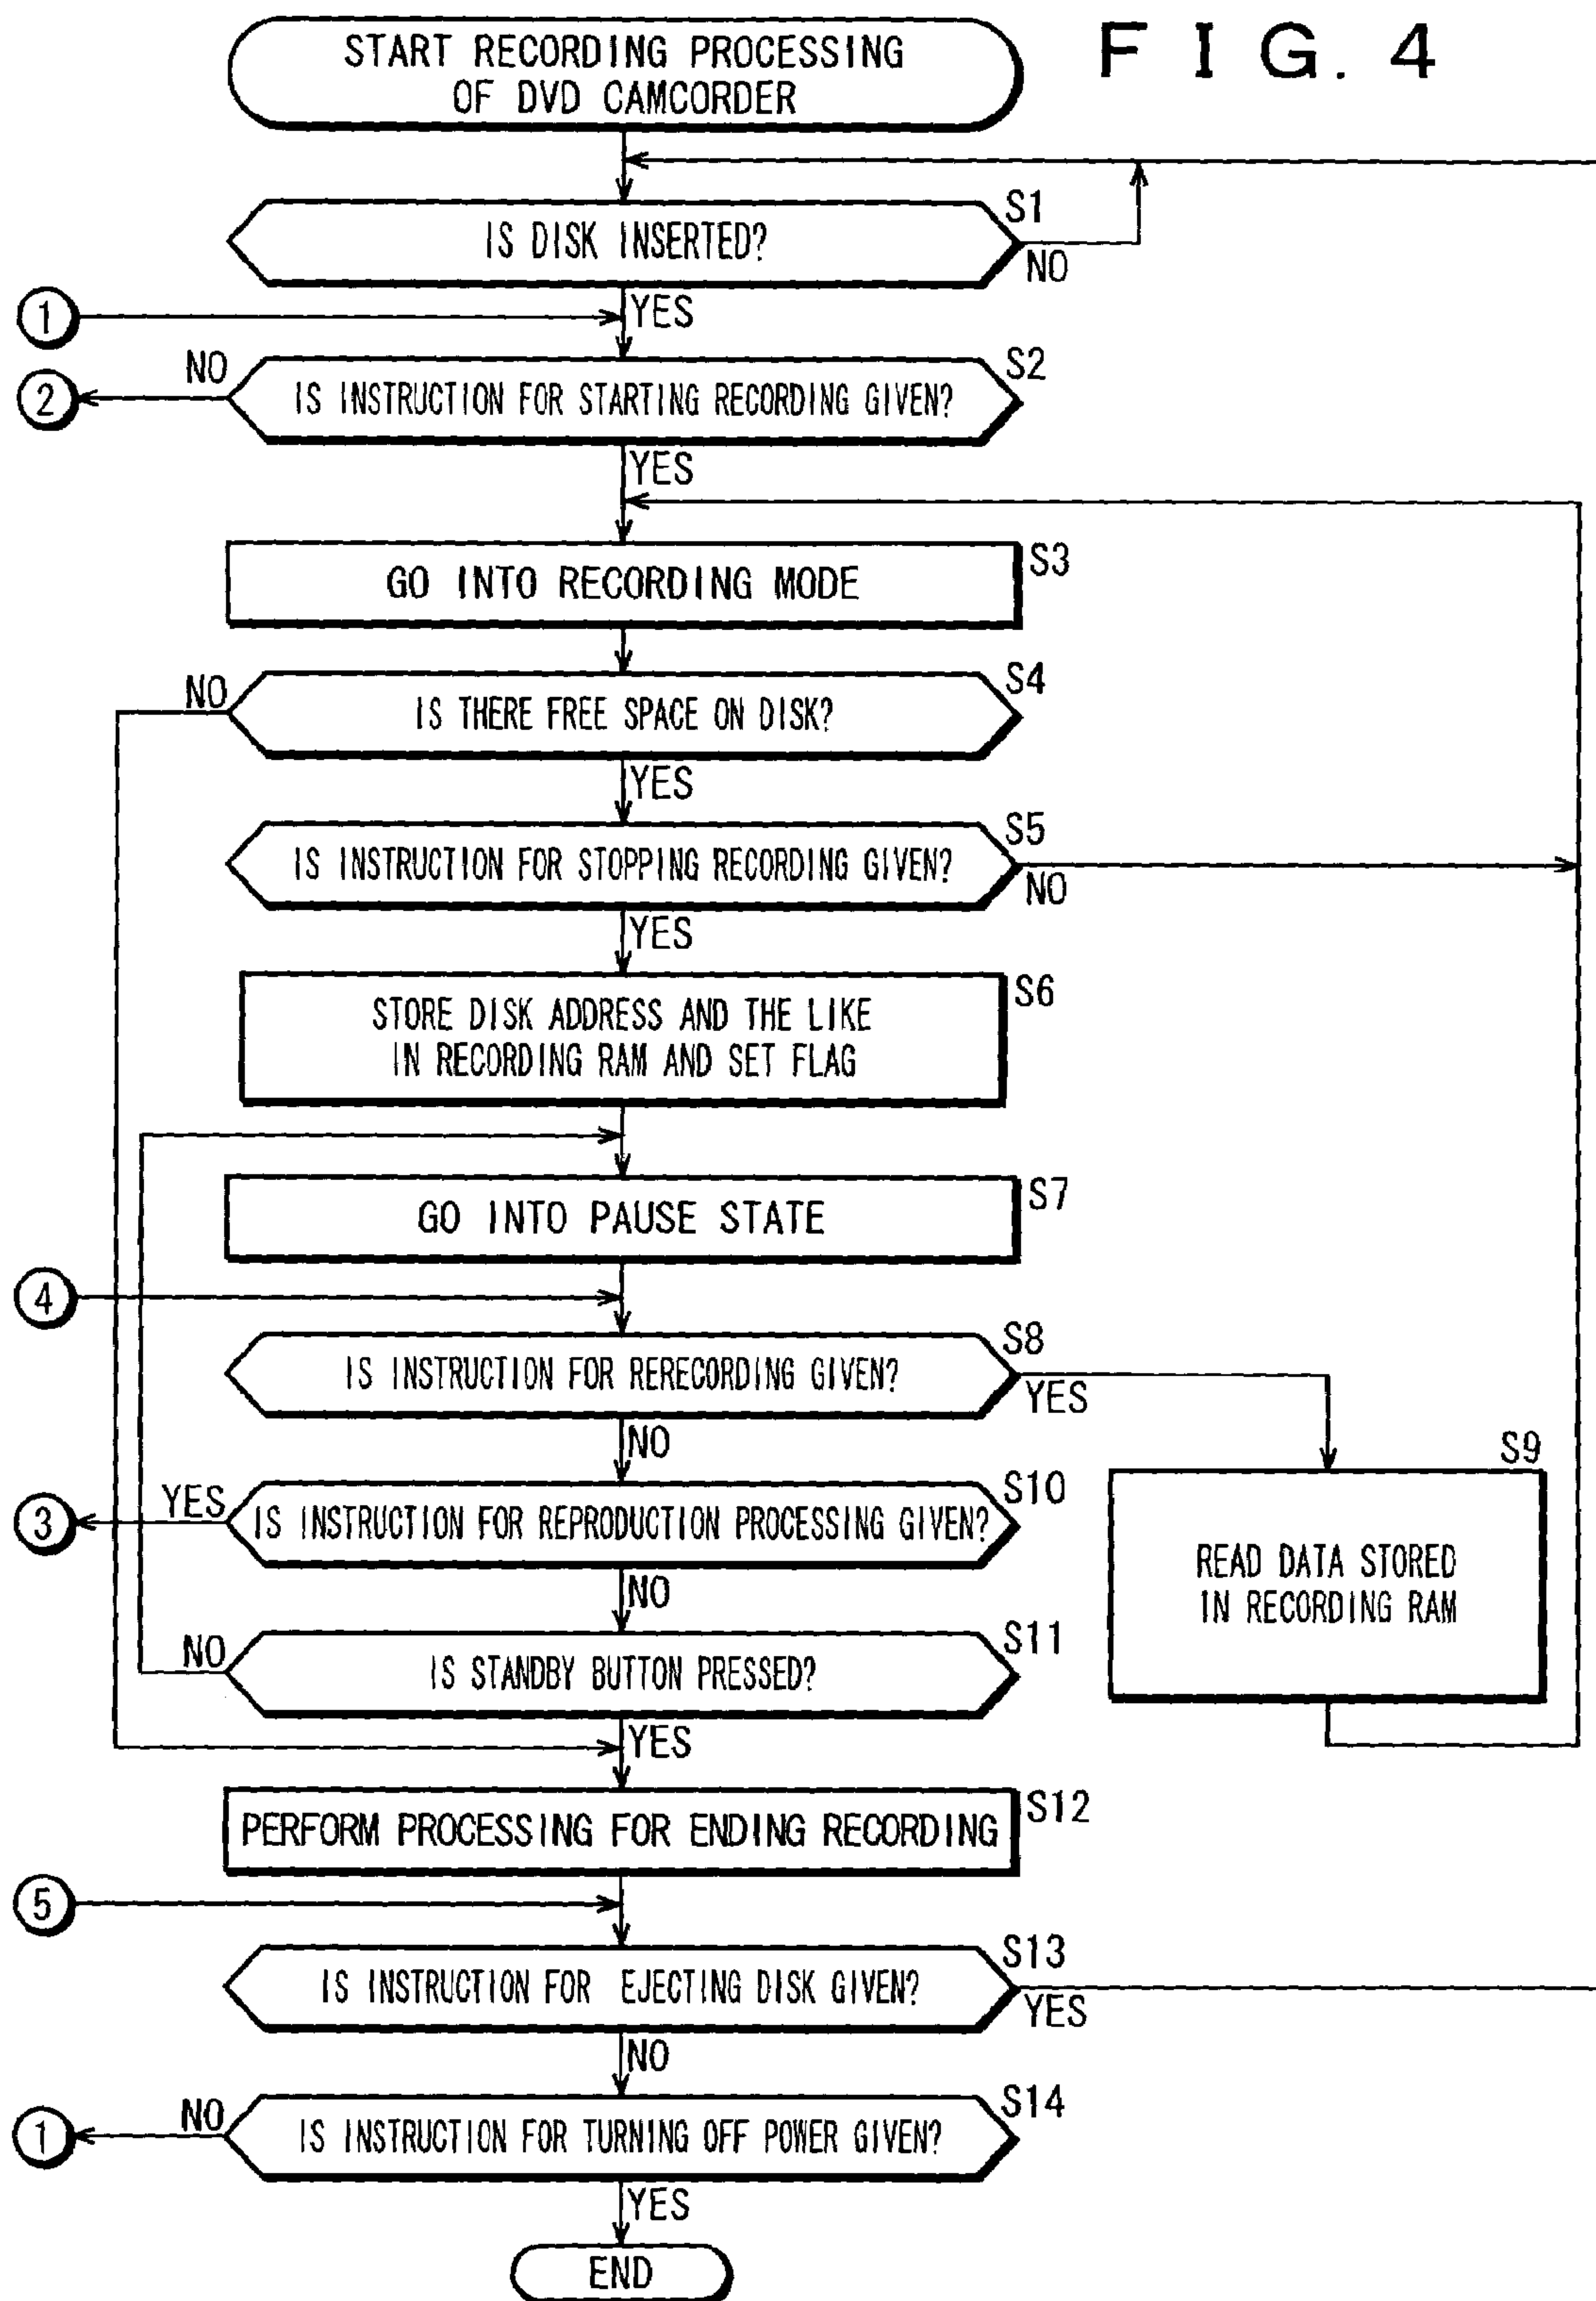 FIG. 4
START RECORDING PROCESSING
OF DVD CAMCORDER
S1
IS DISK INSERTED?
NO
1
YES
S2
NO
2
IS INSTRUCTION FOR STARTING RECORDING GIVEN?
YES
S3
GO INTO RECORDING MODE
S4
NO
IS THERE FREE SPACE ON DISK?
YES
S5
IS INSTRUCTION FOR STOPPING RECORDING GIVEN?
NO
YES
S6
STORE DISK ADDRESS AND THE LIKE
IN RECORDING RAM AND SET FLAG
S7
GO INTO PAUSE STATE
4
S8
IS INSTRUCTION FOR RERECORDING GIVEN?
YES
NO
S9
READ DATA STORED
IN RECORDING RAM
S10
YES
3
IS INSTRUCTION FOR REPRODUCTION PROCESSING GIVEN?
NO
S11
NO
IS STANDBY BUTTON PRESSED?
YES
S12
PERFORM PROCESSING FOR ENDING RECORDING
5
S13
IS INSTRUCTION FOR EJECTING DISK GIVEN?
YES
NO
S14
NO
1
IS INSTRUCTION FOR TURNING OFF POWER GIVEN?
YES
END